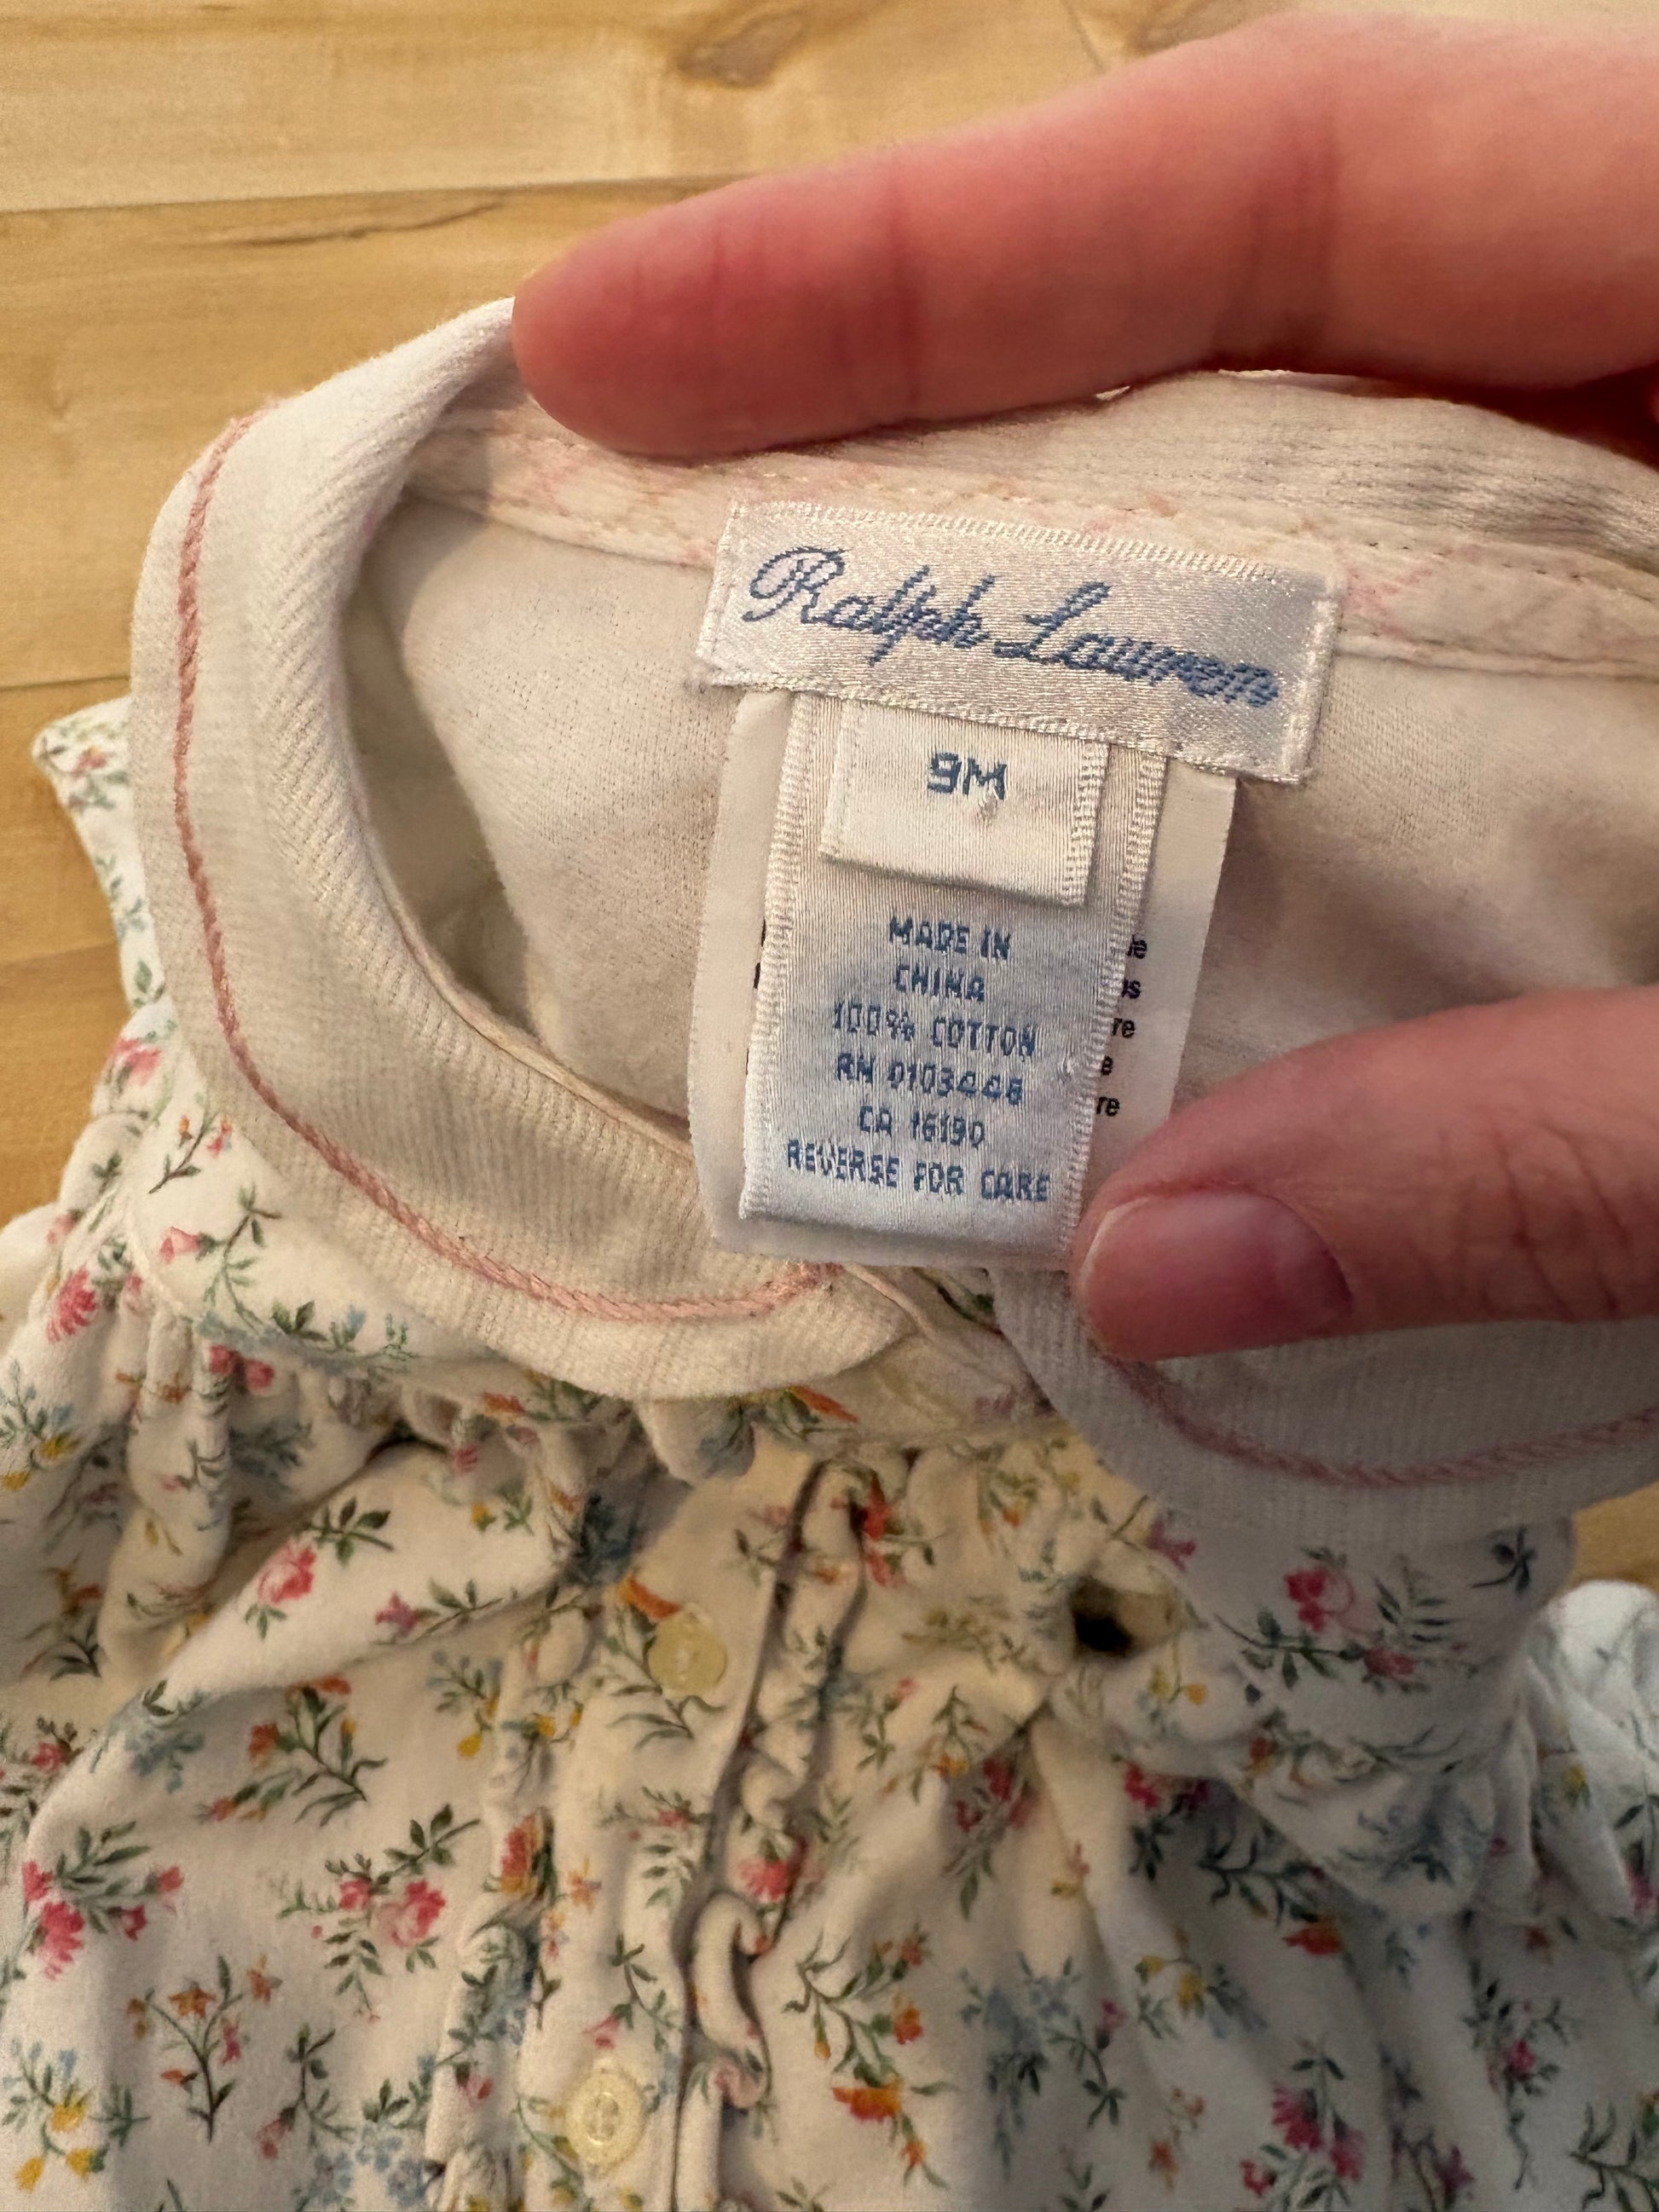 Ralph Lauren
9M
MADE IN
CHINA
100% COTTON
RN 0103448
CA 16190
REVERSE FOR CARE